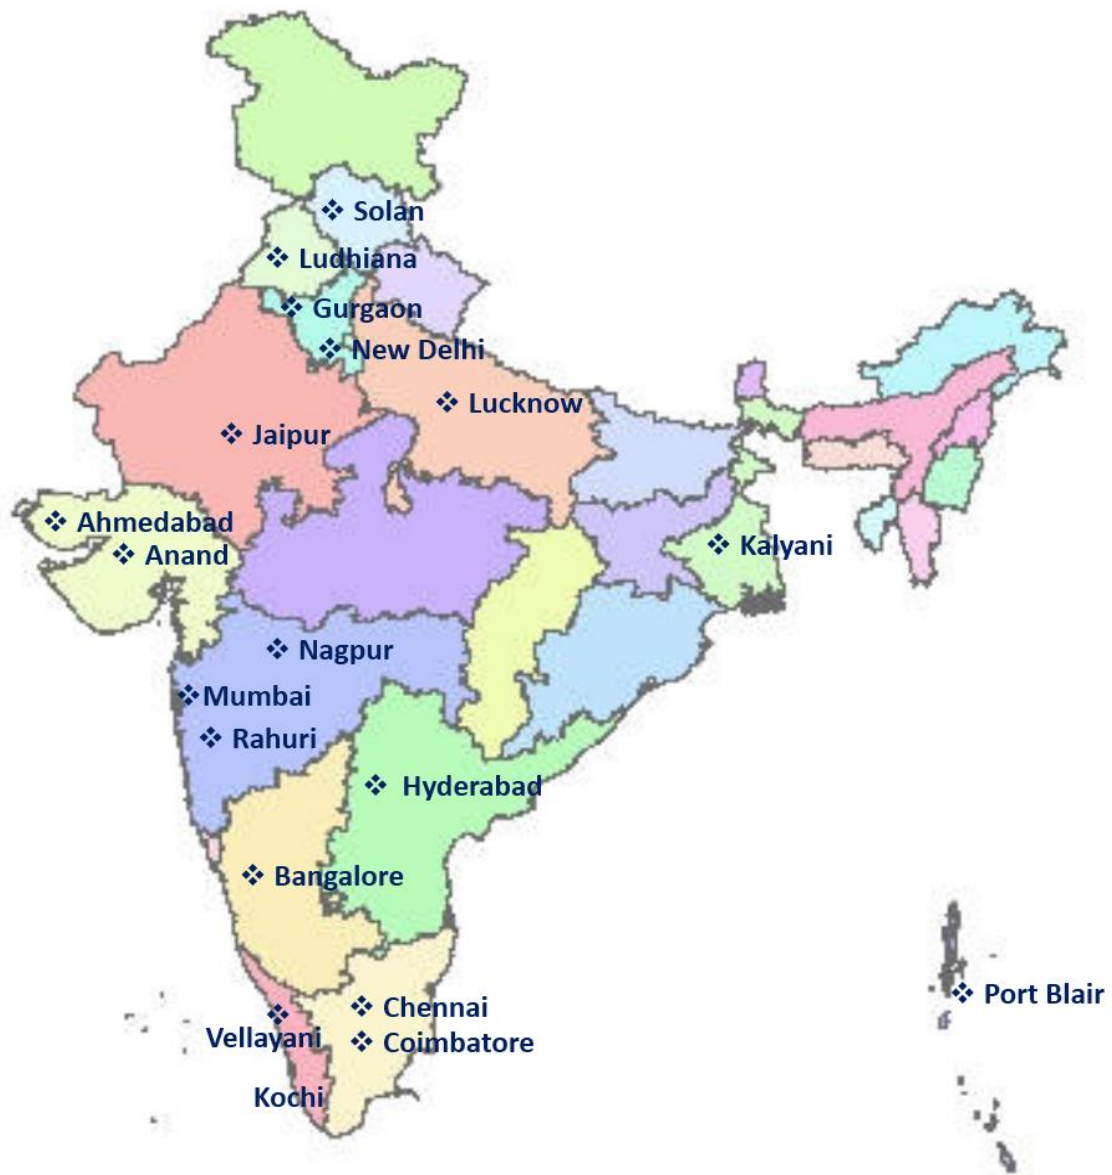 Solan
Ludhiana
Gurgaon
New Delhi
Lucknow
Jaipur
Ahmedabad
Anand
Kalyani
Nagpur
Mumbai
Rahuri
Hyderabad
Bangalore
Port Blair
Chennai
Vellayani
Coimbatore
Kochi